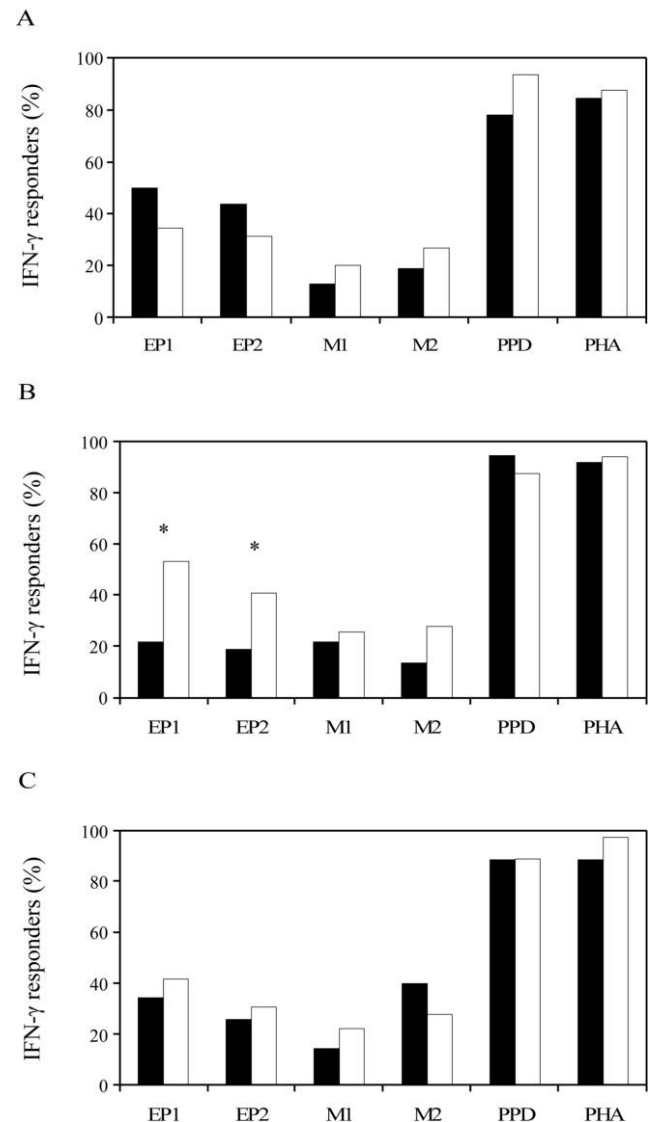 A
IFN-γ responders (%)
100
80
60
40
20
0
EP1 EP2 M1 M2 PPD PHA
B
IFN-γ responders (%)
100
80
60
40
20
0
* *
EP1 EP2 M1 M2 PPD PHA
C
IFN-γ responders (%)
100
80
60
40
20
0
EP1 EP2 M1 M2 PPD PHA